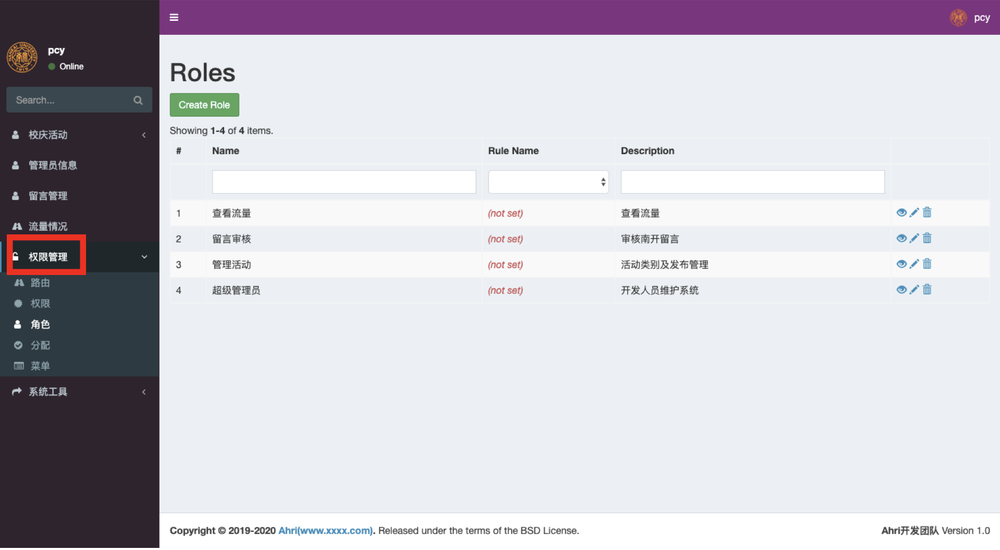 pcy
pcy
Online
Search...
校庆活动
管理员信息
留言管理
流量情况
权限管理
路由
权限
角色
分配
菜单
系统工具
Roles
Create Role
Showing 1-4 of 4 items.
# Name Rule Name Description
1 查看流量 (not set) 查看流量
2 留言审核 (not set) 审核南开留言
3 管理活动 (not set) 活动类别及发布管理
4 超级管理员 (not set) 开发人员维护系统
Copyright © 2019-2020 Ahri(www.xxxx.com). Released under the terms of the BSD License.
Ahri开发团队 Version 1.0
NANKAI UNIVERSITY
1919